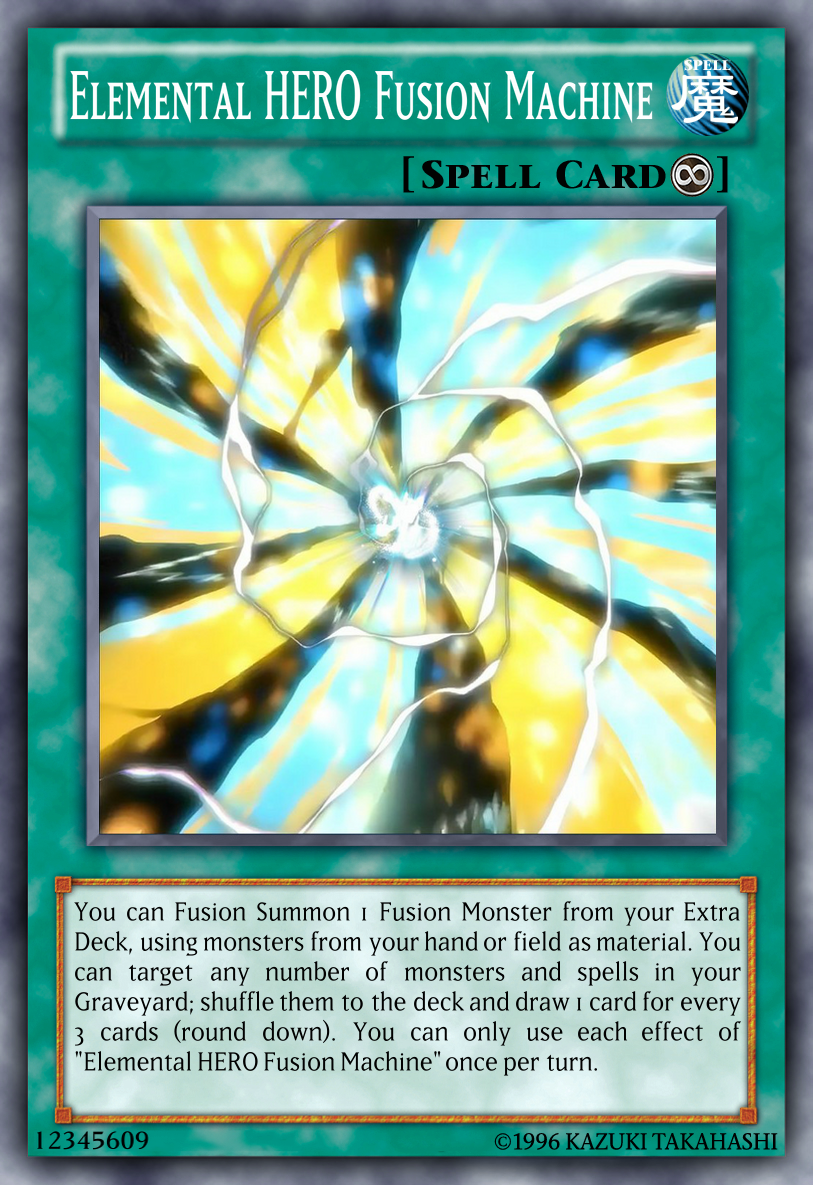 Elemental HERO Fusion Machine
SPELL
魔
[Spell Card∞]
You can Fusion Summon 1 Fusion Monster from your Extra
Deck, using monsters from your hand or field as material. You
can target any number of monsters and spells in your
Graveyard; shuffle them to the deck and draw 1 card for every
3 cards (round down). You can only use each effect of
"Elemental HERO Fusion Machine" once per turn.
12345609
©1996 KAZUKI TAKAHASHI